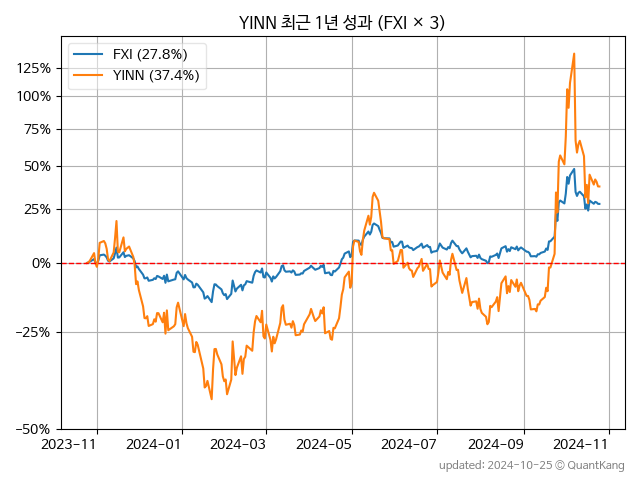 YINN 최근 1년 성과 (FXI × 3)
FXI (27.8%)
YINN (37.4%)
125%
100%
75%
50%
25%
0%
−25%
−50%
2023-11 2024-01 2024-03 2024-05 2024-07 2024-09 2024-11
updated: 2024-10-25 © QuantKang